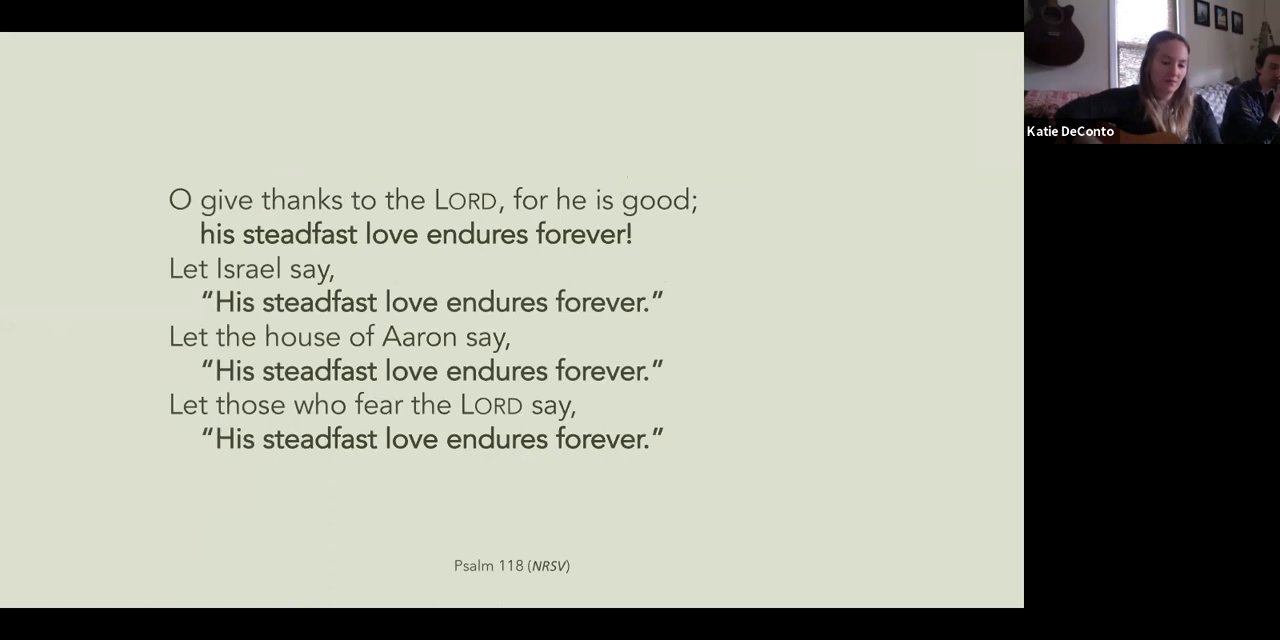 O give thanks to the LORD, for he is good;
his steadfast love endures forever!
Let Israel say,
“His steadfast love endures forever.”
Let the house of Aaron say,
“His steadfast love endures forever.”
Let those who fear the LORD say,
“His steadfast love endures forever.”
Psalm 118 (NRSV)
Katie DeConto